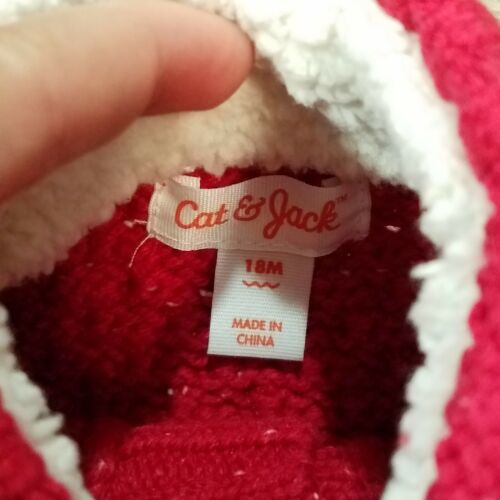 Cat & Jack™
18M
MADE IN
CHINA